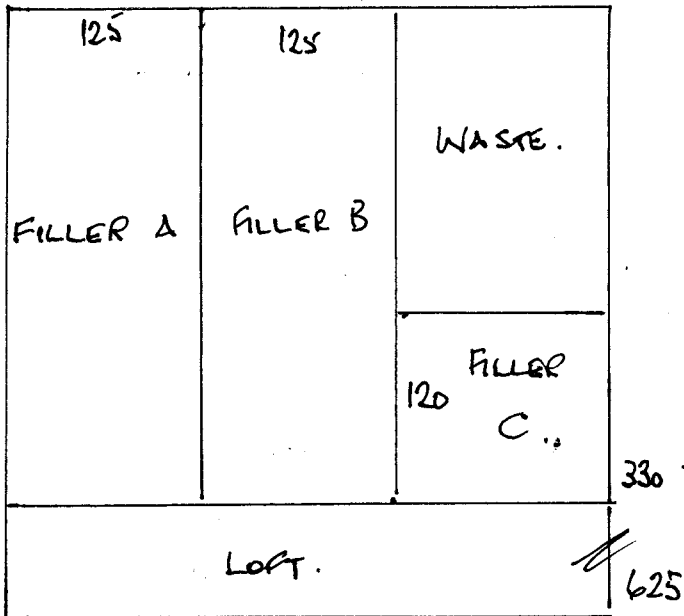 125
125
WASTE.
FILLER A
FILLER B
FILLER
120
C
330
LOFT.
625